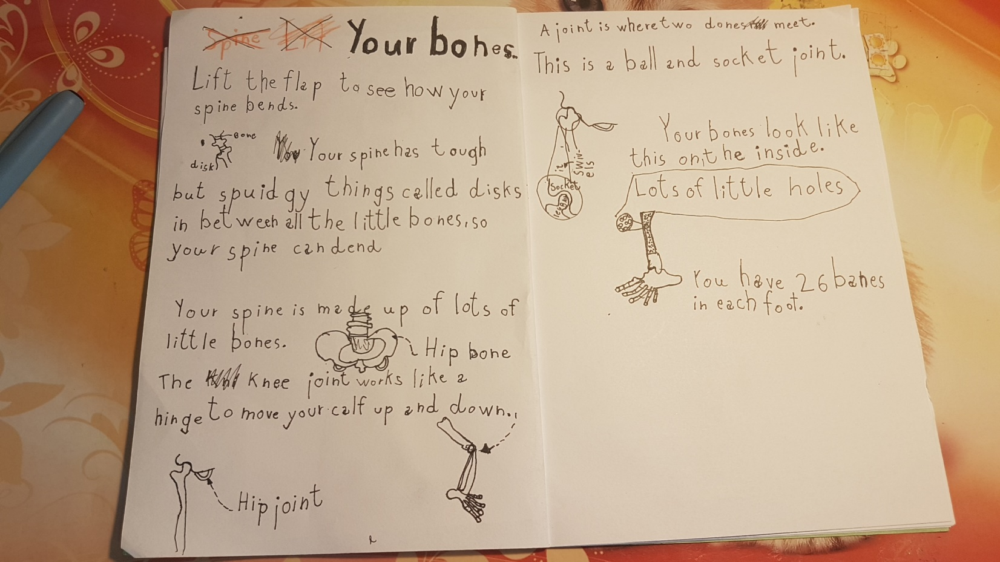 Spine Lift Your bones.
Lift the flap to see how your
spine bends.
Bone
disk
Your spine has tough
but spuidgy things called disks
in between all the little bones, so
your spine can dend
Your spine is made up of lots of
little bones.
Hip bone
The Knee joint works like a
hinge to move your calf up and down.
Hip joint
A joint is where two dones meet.
This is a ball and socket joint.
it
swiv
els
Socket
Your bones look like
this on the inside.
Lots of little holes
You have 26 banes
in each foot.